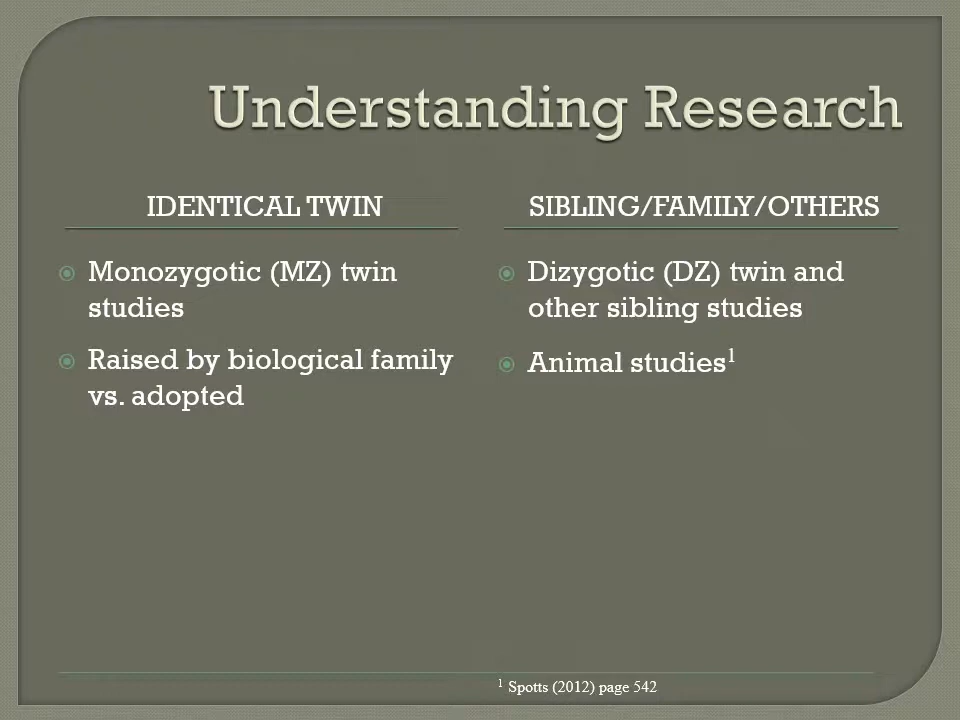 Understanding Research
IDENTICAL TWIN
Monozygotic (MZ) twin
studies
Raised by biological family
vs. adopted
SIBLING/FAMILY/OTHERS
Dizygotic (DZ) twin and
other sibling studies
Animal studies¹
¹ Spotts (2012) page 542